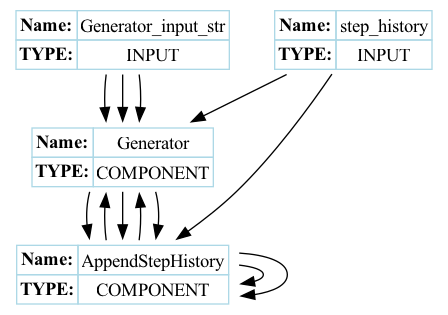 Name: Generator_input_str
TYPE: INPUT
Name: step_history
TYPE: INPUT
Name: Generator
TYPE: COMPONENT
Name: AppendStepHistory
TYPE: COMPONENT